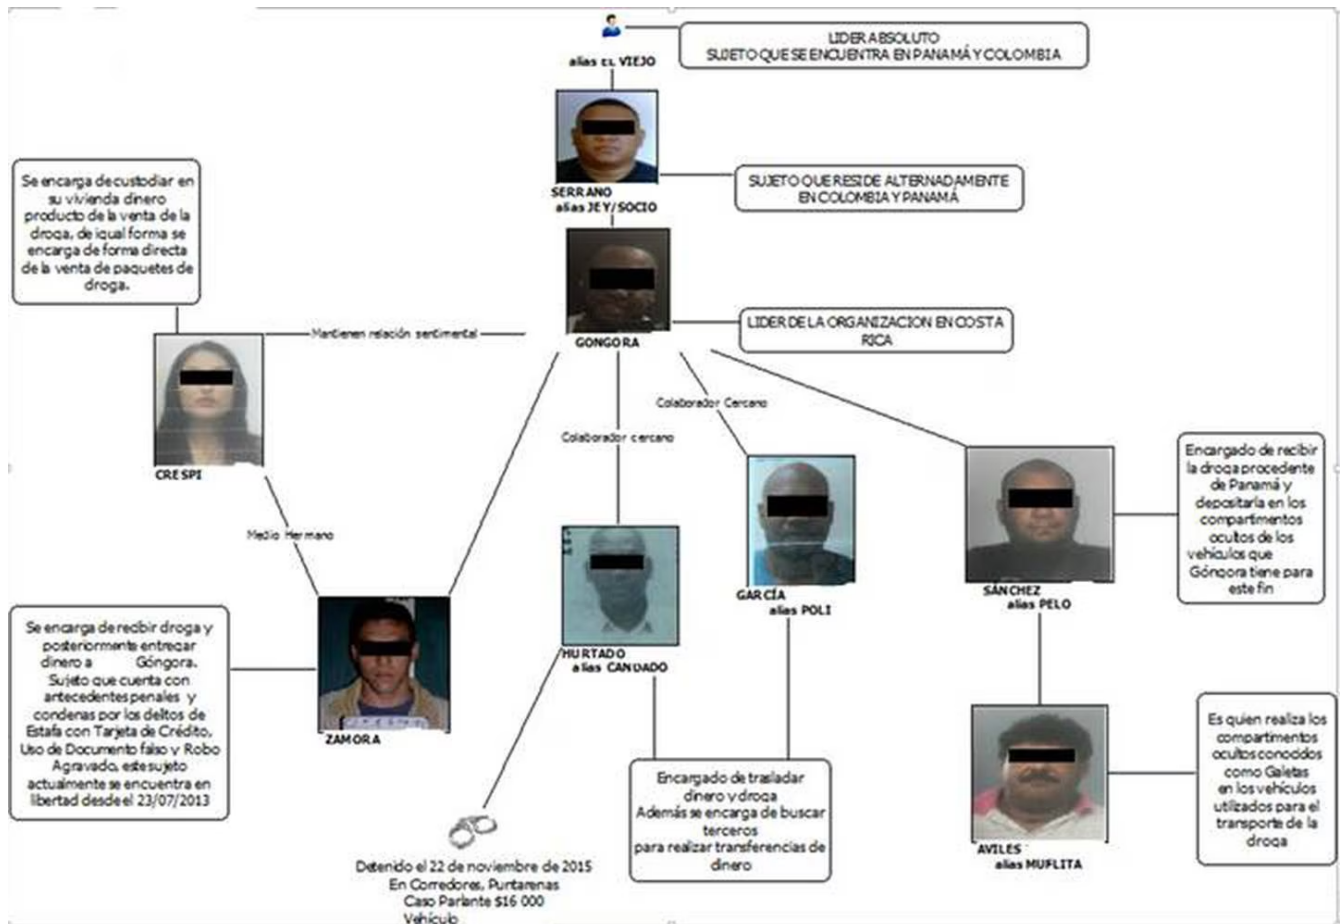 LIDER ABSOLUTO
SUJETO QUE SE ENCUENTRA EN PANAMÁ Y COLOMBIA
alias EL VIEJO
SERRANO
alias JEY/SOCIO
SUJETO QUE RESIDE ALTERNADAMENTE
EN COLOMBIA Y PANAMÁ
Se encarga de custodiar en
su vivienda dinero
producto de la venta de la
droga, de igual forma se
encarga de forma directa
de la venta de paquetes de
droga.
Mantienen relación sentimental
GONGORA
LIDER DE LA ORGANIZACION EN COSTA
RICA
CRESPI
Colaborador Cercano
Colaborador cercano
Medio Hermano
Encargado de recibir
la droga procedente
de Panamá y
depositarla en los
compartimentos
ocultos de los
vehículos que
Góngora tiene para
este fin
GARCÍA
alias POLI
SÁNCHEZ
alias PELO
HURTADO
alias CANDADO
Se encarga de recibir droga y
posteriormente entregar
dinero a Góngora.
Sujeto que cuenta con
antecedentes penales y
condenas por los delitos de
Estafa con Tarjeta de Crédito,
Uso de Documento falso y Robo
Agravado, este sujeto
actualmente se encuentra en
libertad desde el 23/07/2013
ZAMORA
Encargado de trasladar
dinero y droga
Además se encarga de buscar
terceros
para realizar transferencias de
dinero
Es quien realiza los
compartimentos
ocultos conocidos
como Galetas
en los vehículos
utilizados para el
transporte de la
droga
AVILES
alias MUFLITA
Detenido el 22 de noviembre de 2015
En Corredores, Puntarenas
Caso Parlante $16 000
Vehículo